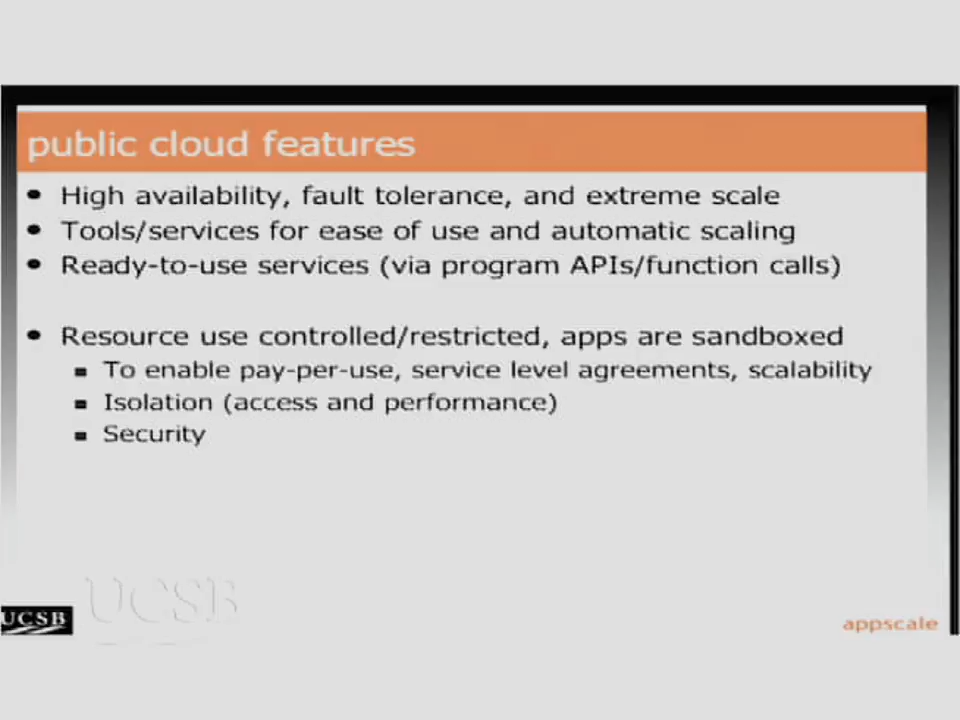 public cloud features
• High availability, fault tolerance, and extreme scale
• Tools/services for ease of use and automatic scaling
• Ready-to-use services (via program APIs/function calls)
• Resource use controlled/restricted, apps are sandboxed
▪ To enable pay-per-use, service level agreements, scalability
▪ Isolation (access and performance)
▪ Security
UCSB
UCSB
appscale